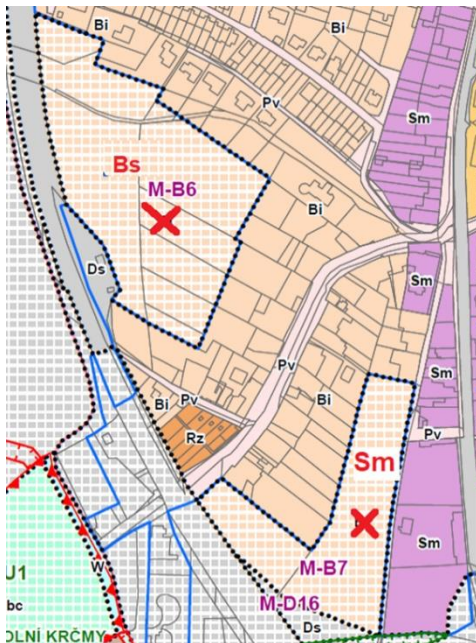 Bi
Bi
Pv
Sm
Bs
M-B6
Bi
Ds
Sm
Pv
Bi
Sm
Bi
Pv
Rz
Pv
Sm
Sm
M-B7
W
U1
M-D16
bc
Ds
OLNÍ KRČMY